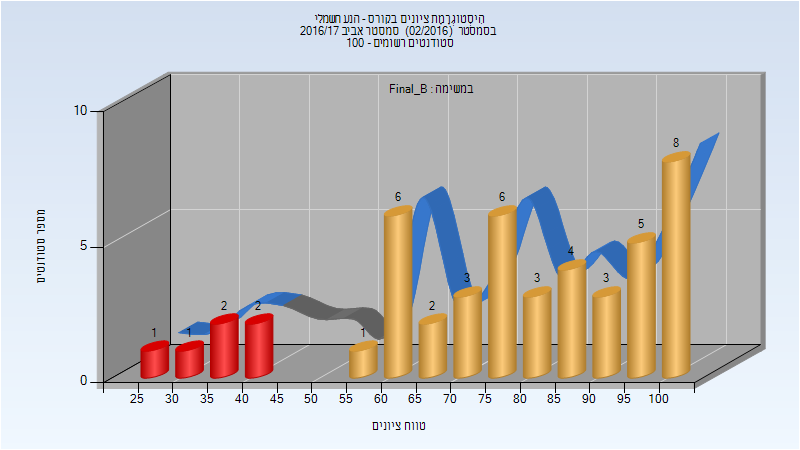 היסטוגרמת ציונים בקורס - הנע חשמלי
בסמסטר (02/2016) סמסטר אביב 2016/17
סטודנטים רשומים - 100
במשימה : Final_B
מספר סטודנטים
10
5
0
1 1 2 2 1 6 2 3 6 3 4 3 5 8
25 30 35 40 45 50 55 60 65 70 75 80 85 90 95 100
טווח ציונים